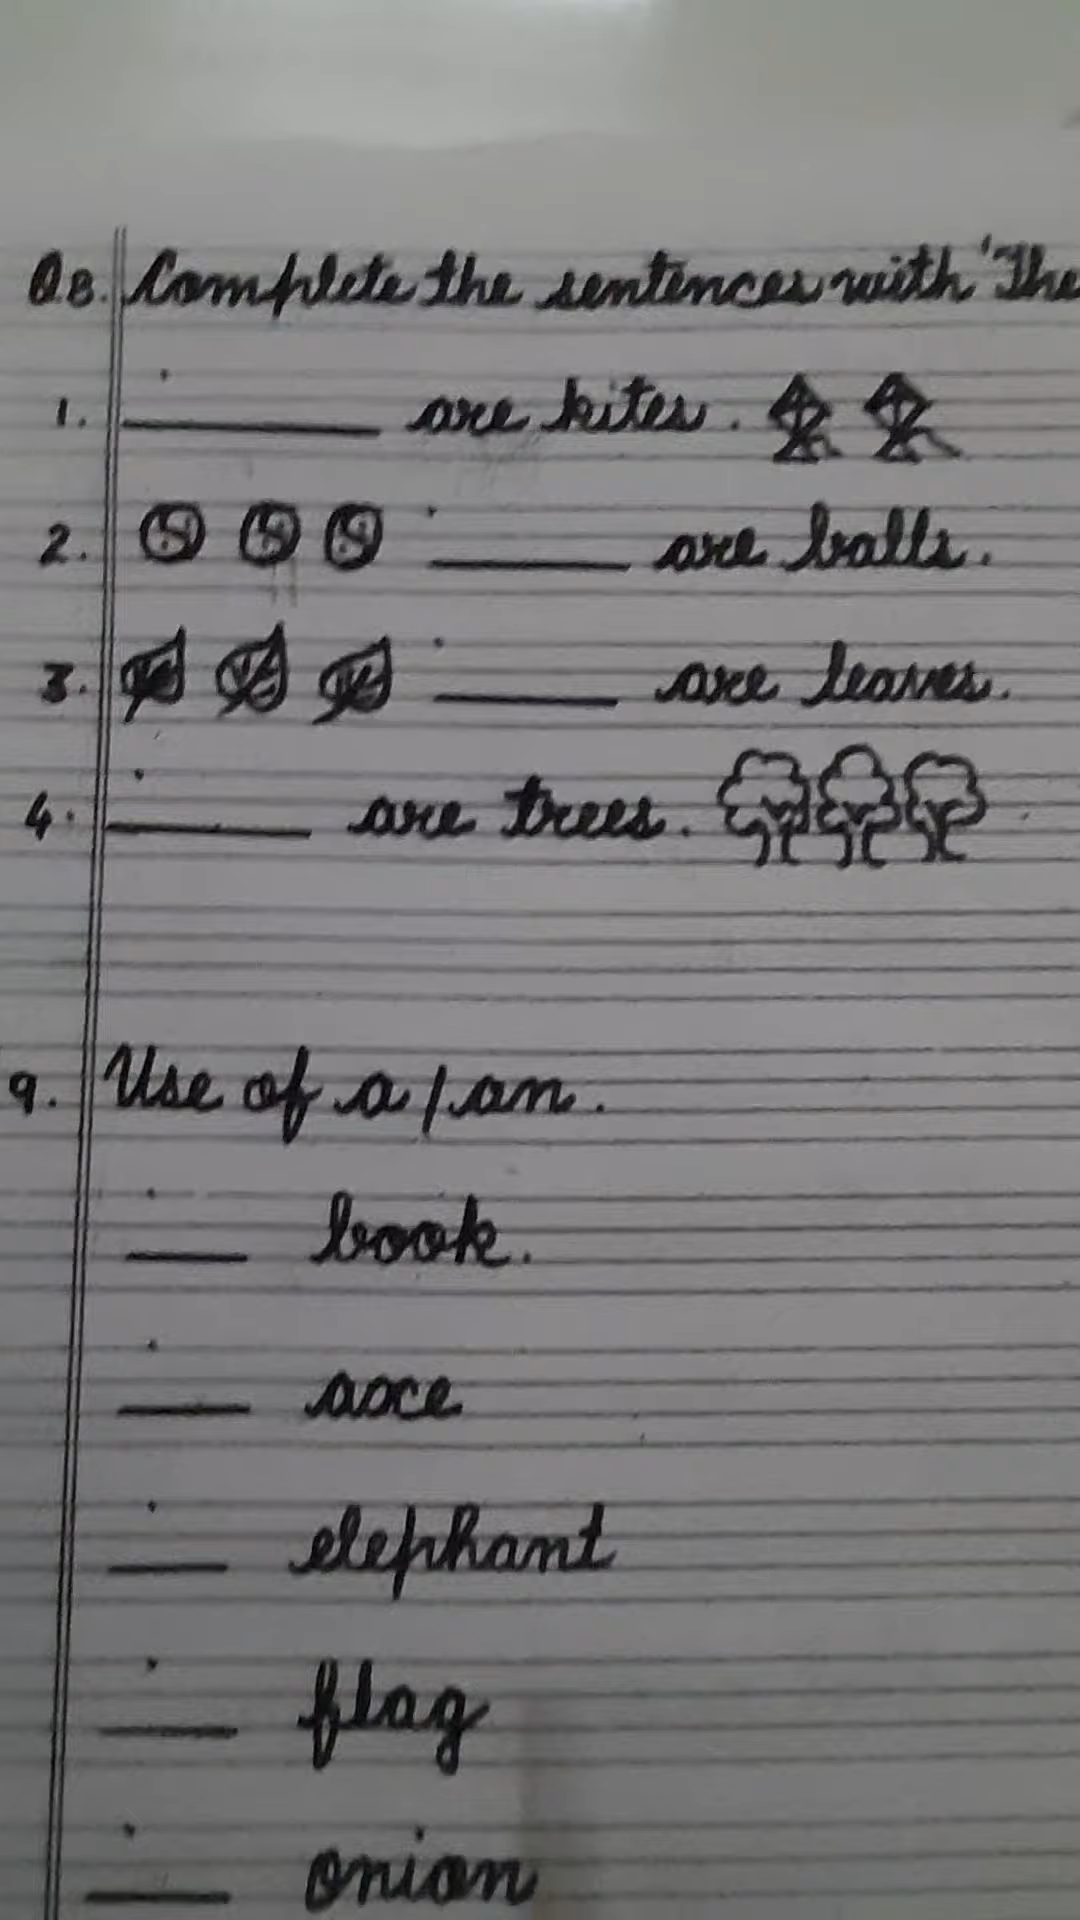 Q8. Complete the sentences with 'The
1. ______ are kites.
2. ______ are balls.
3. ______ are leaves.
4. ______ are trees.
9. Use of a/an.
___ book.
___ axe
___ elephant
___ flag
___ onion